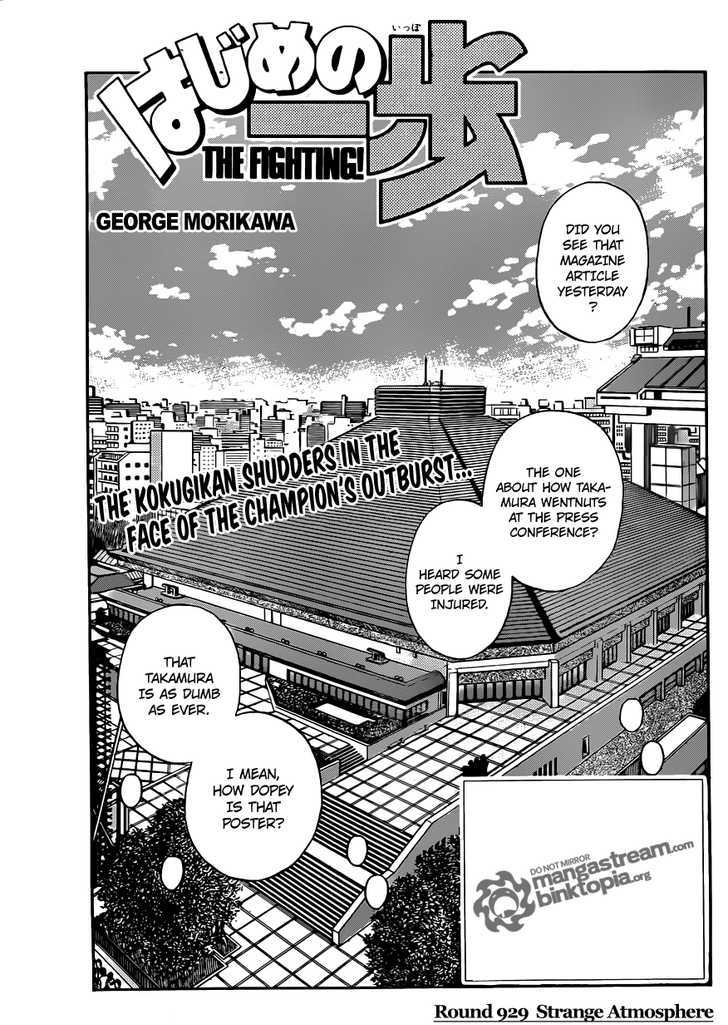 いっぽ
はじめの一歩
THE FIGHTING!
GEORGE MORIKAWA
DID YOU
SEE THAT
MAGAZINE
ARTICLE
YESTERDAY
?
THE KOKUGIKAN SHUDDERS IN THE
FACE OF THE CHAMPION'S OUTBURST...
THE ONE
ABOUT HOW TAKA-
MURA WENTNUTS
AT THE PRESS
CONFERENCE?
I
HEARD SOME
PEOPLE WERE
INJURED.
THAT
TAKAMURA
IS AS DUMB
AS EVER.
I MEAN,
HOW DOPEY
IS THAT
POSTER?
DO NOT MIRROR
mangastream.com
binktopia.org
Round 929 Strange Atmosphere